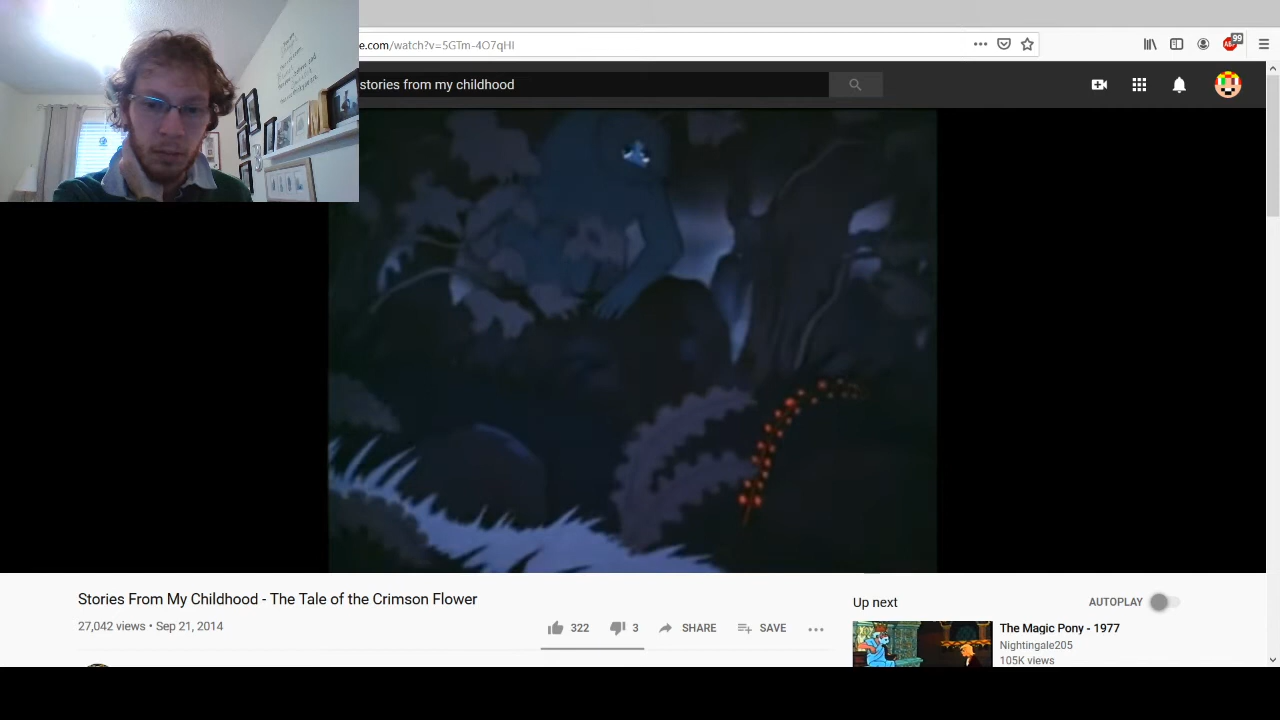 e.com/watch?v=5GTm-4O7qHI
99
stories from my childhood
Stories From My Childhood - The Tale of the Crimson Flower
27,042 views • Sep 21, 2014
322
3
SHARE
SAVE
Up next
AUTOPLAY
The Magic Pony - 1977
Nightingale205
105K views